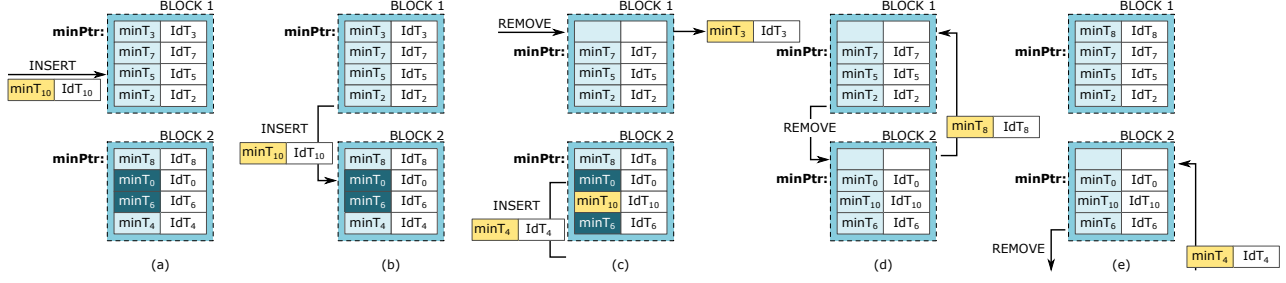 BLOCK 1
minPtr: minT3 IdT3
minT7 IdT7
INSERT
minT5 IdT5
minT10 IdT10
minT2 IdT2
BLOCK 2
minPtr: minT8 IdT8
minT0 IdT0
minT6 IdT6
minT4 IdT4
(a)
BLOCK 1
minPtr: minT3 IdT3
minT7 IdT7
minT5 IdT5
minT2 IdT2
INSERT
minT10 IdT10
BLOCK 2
minPtr: minT8 IdT8
minT0 IdT0
minT6 IdT6
minT4 IdT4
(b)
BLOCK 1
REMOVE
minT3 IdT3
minPtr: minT7 IdT7
minT5 IdT5
minT2 IdT2
BLOCK 2
minPtr: minT8 IdT8
minT0 IdT0
INSERT
minT10 IdT10
minT4 IdT4
minT6 IdT6
(c)
BLOCK 1
minPtr: minT7 IdT7
minT5 IdT5
minT2 IdT2
REMOVE
minT8 IdT8
BLOCK 2
minPtr: minT0 IdT0
minT10 IdT10
minT6 IdT6
(d)
BLOCK 1
minPtr: minT8 IdT8
minT7 IdT7
minT5 IdT5
minT2 IdT2
BLOCK 2
minPtr: minT0 IdT0
minT10 IdT10
minT6 IdT6
REMOVE
minT4 IdT4
(e)